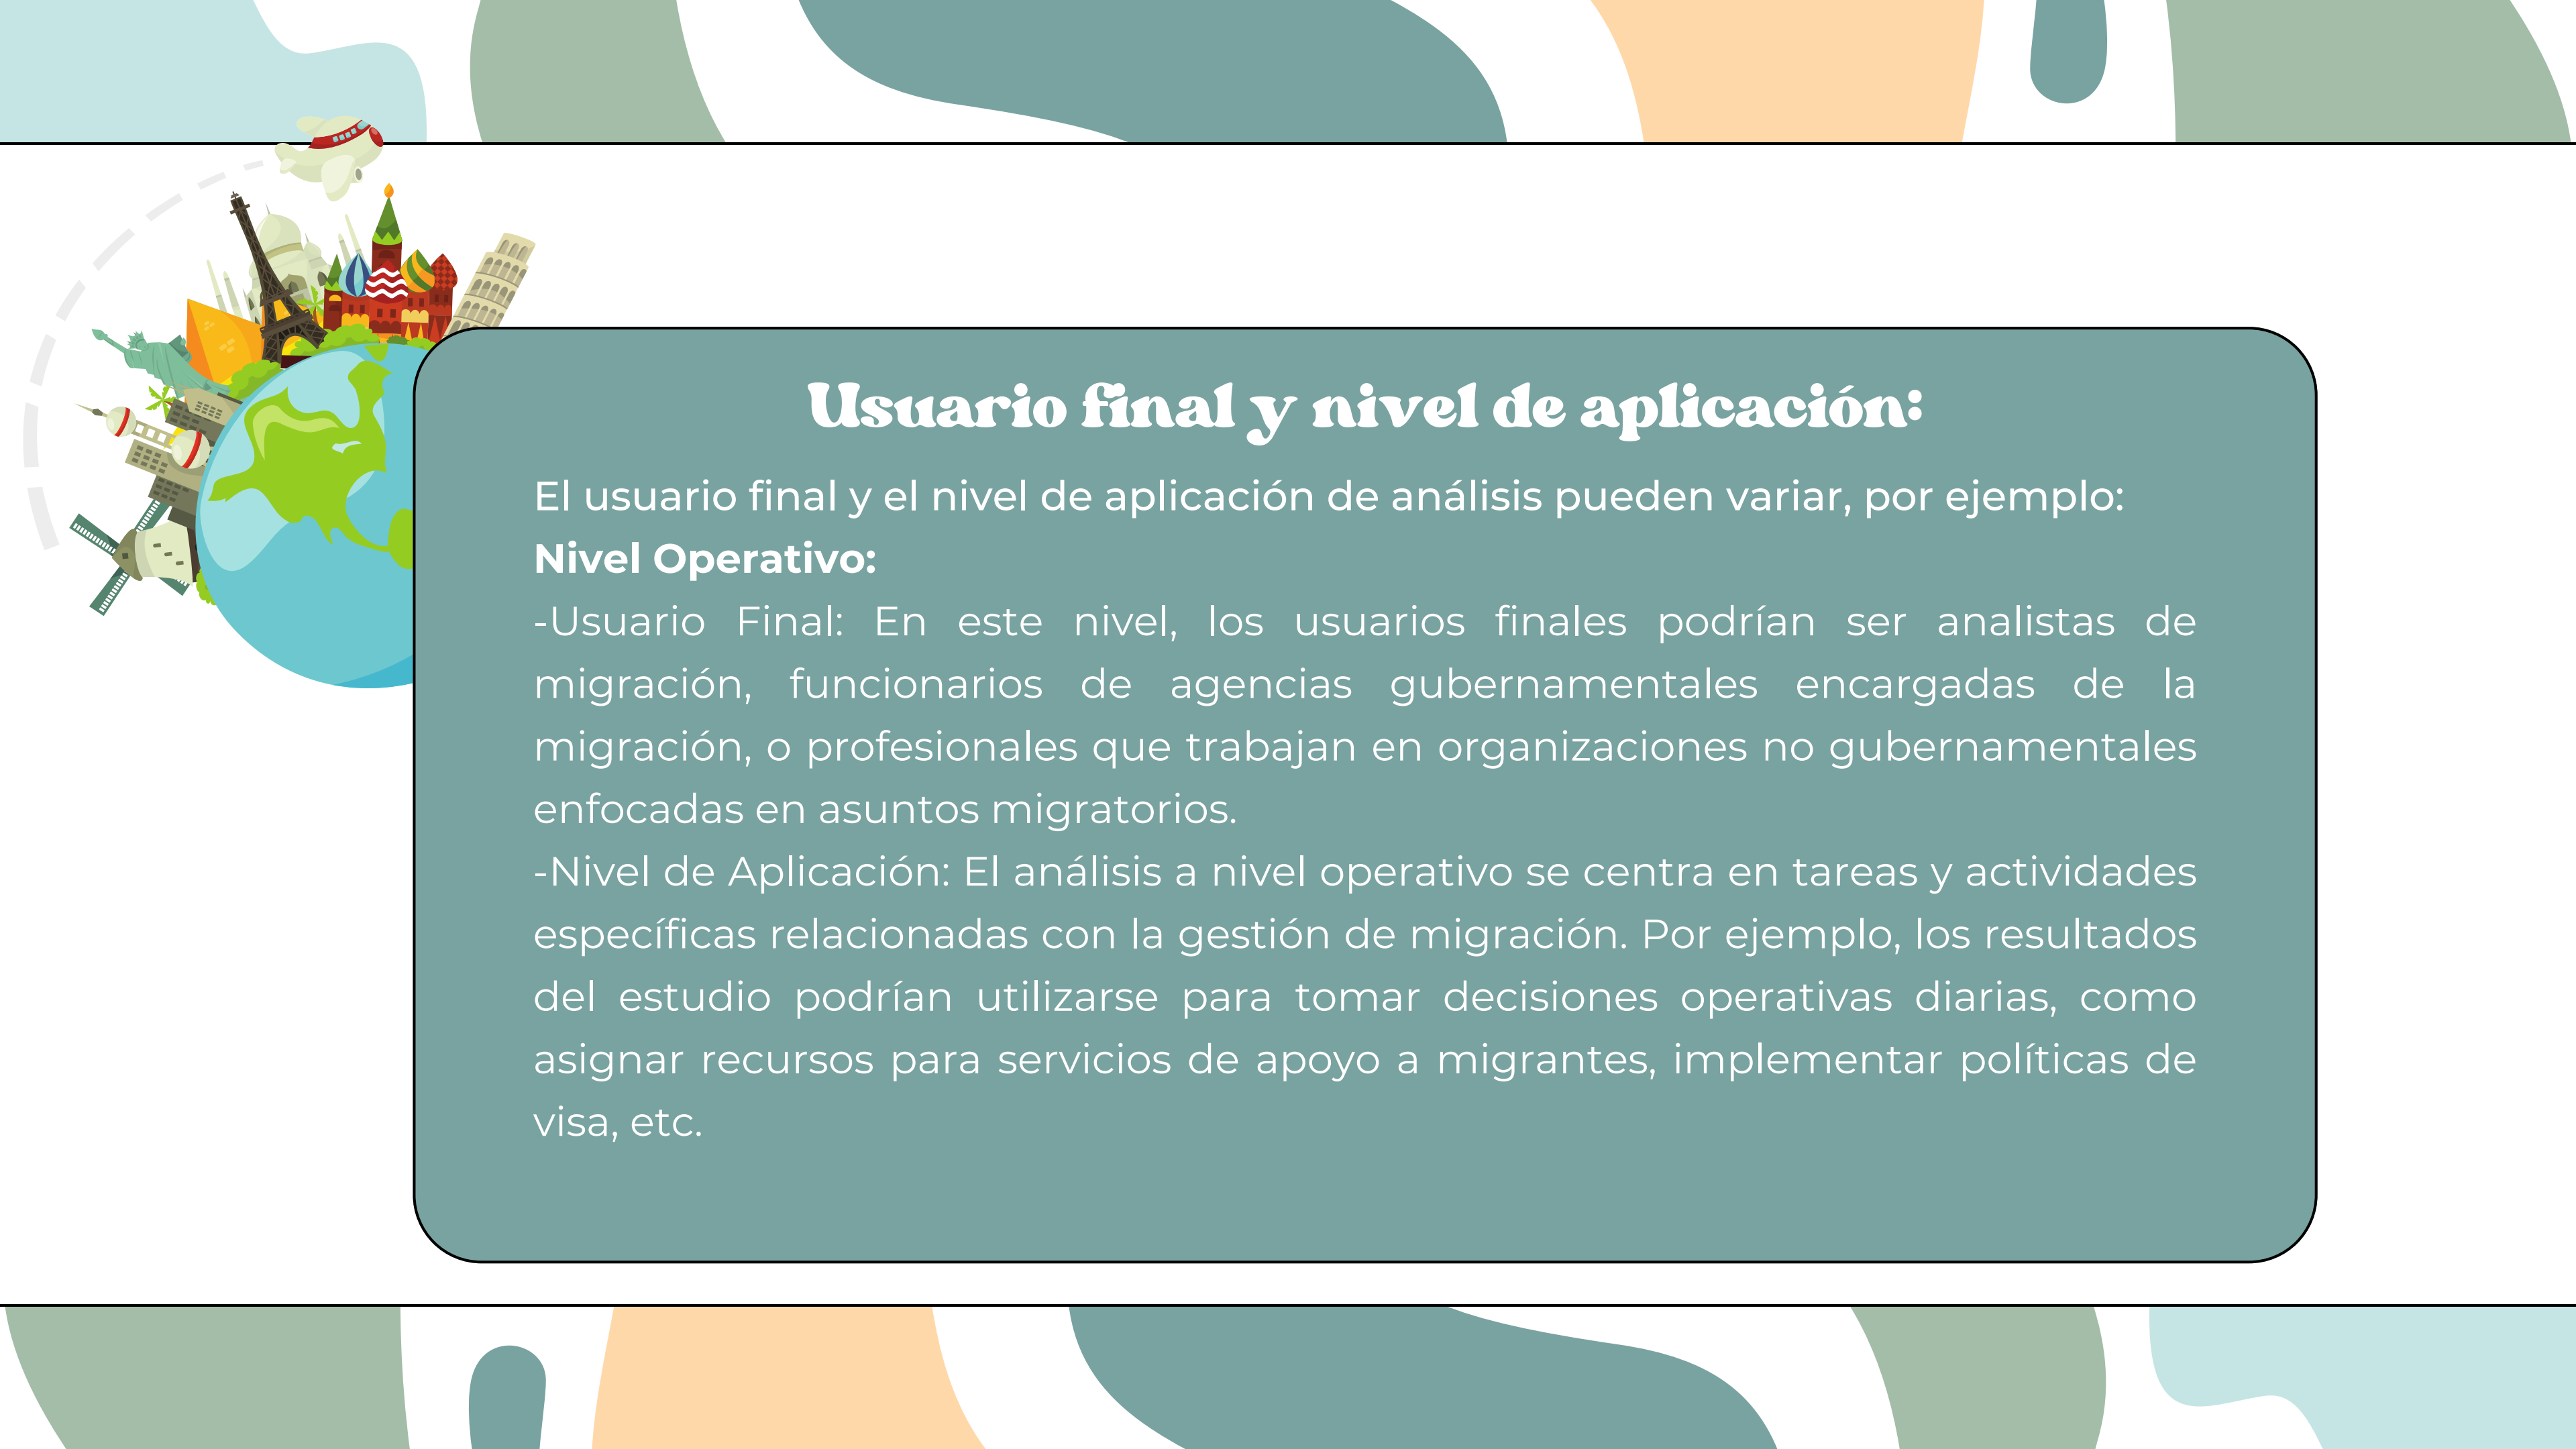 Usuario final y nivel de aplicación:
El usuario final y el nivel de aplicación de análisis pueden variar, por ejemplo:
Nivel Operativo:
-Usuario Final: En este nivel, los usuarios finales podrían ser analistas de
migración, funcionarios de agencias gubernamentales encargadas de la
migración, o profesionales que trabajan en organizaciones no gubernamentales
enfocadas en asuntos migratorios.
-Nivel de Aplicación: El análisis a nivel operativo se centra en tareas y actividades
específicas relacionadas con la gestión de migración. Por ejemplo, los resultados
del estudio podrían utilizarse para tomar decisiones operativas diarias, como
asignar recursos para servicios de apoyo a migrantes, implementar políticas de
visa, etc.